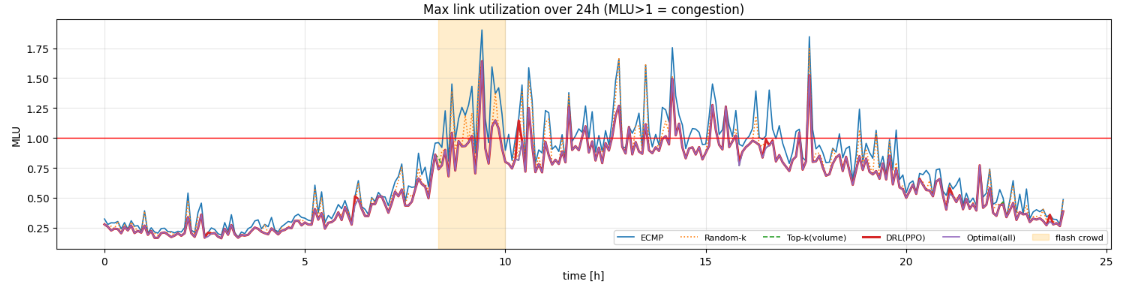 Max link utilization over 24h (MLU>1 = congestion)
MLU
1.75
1.50
1.25
1.00
0.75
0.50
0.25
0 5 10 15 20 25
time [h]
ECMP Random-k Top-k(volume) DRL(PPO) Optimal(all) flash crowd